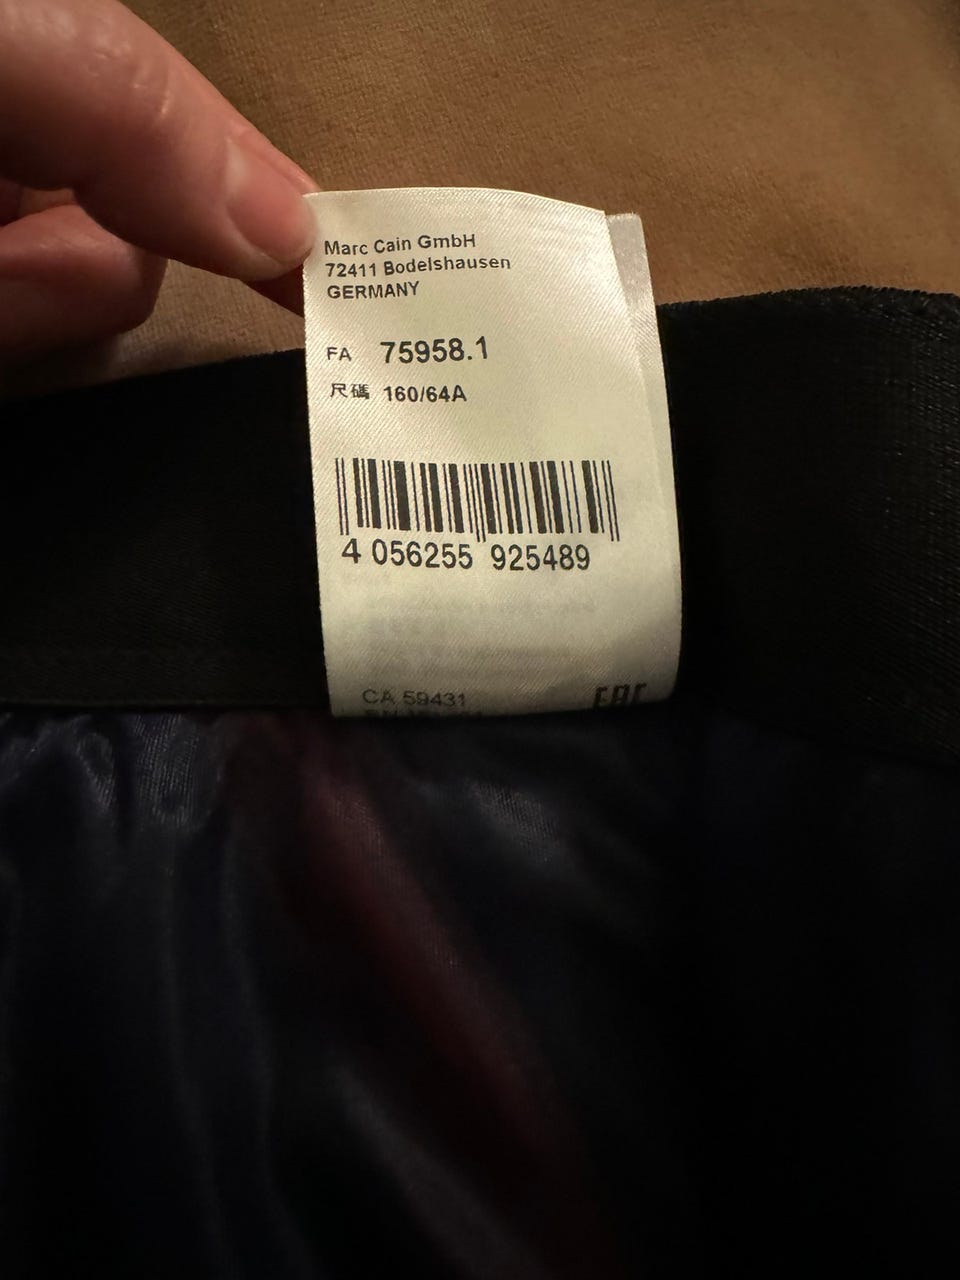 Marc Cain GmbH
72411 Bodelshausen
GERMANY
FA 75958.1
尺碼 160/64A
4 056255 925489
CA 59431
EAC